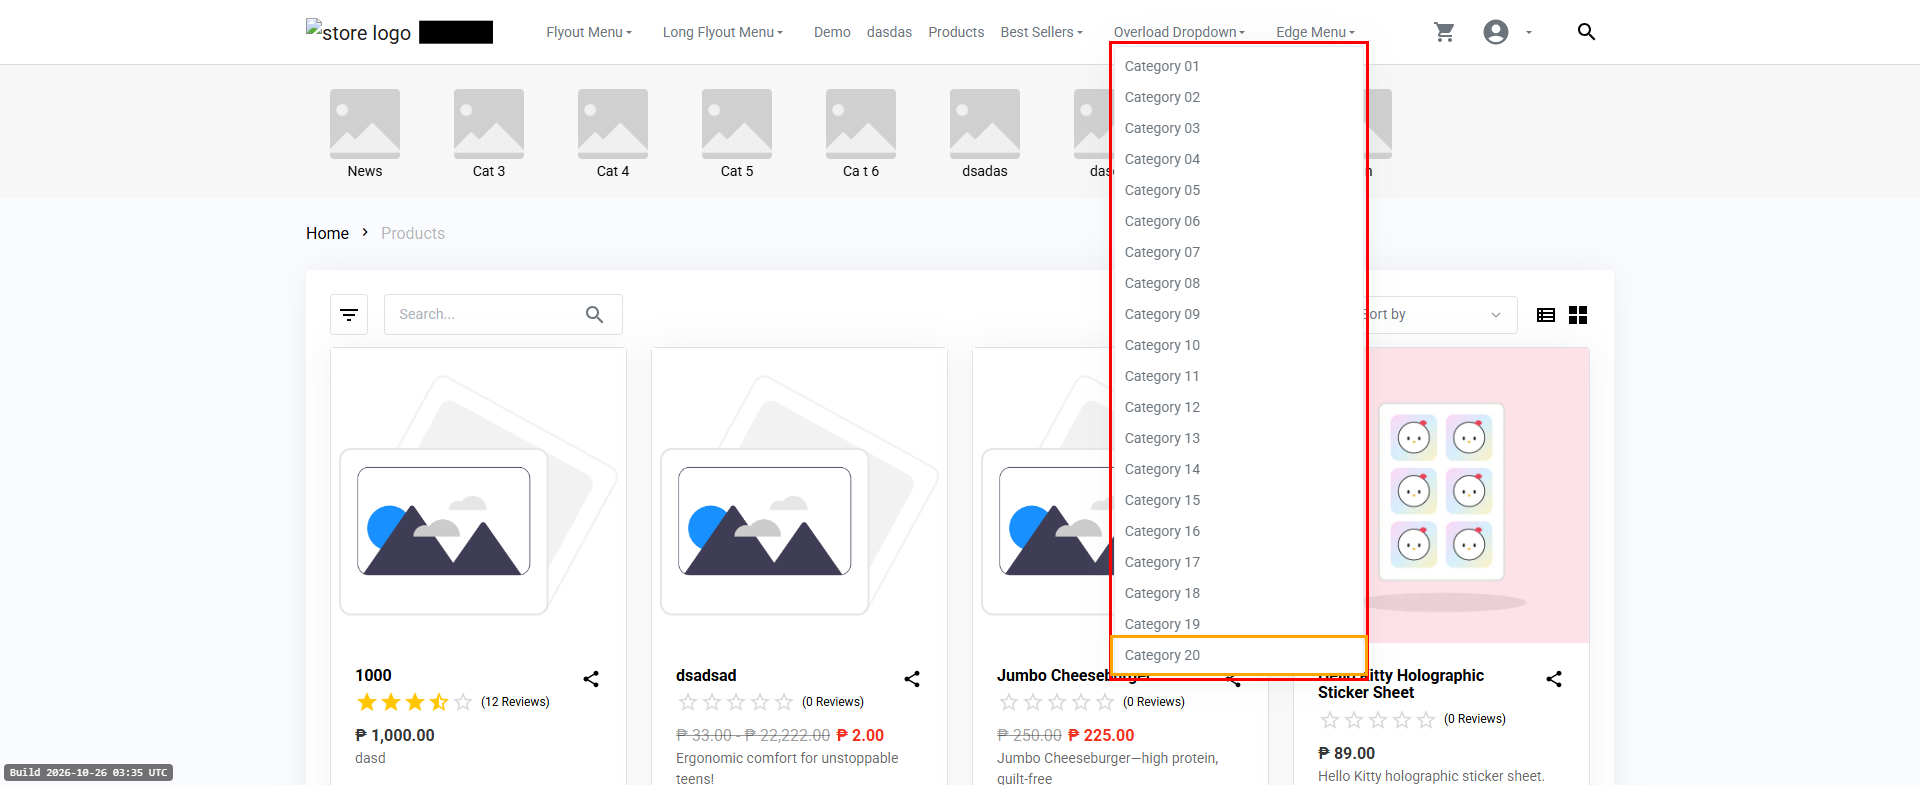 store logo
Flyout Menu
Long Flyout Menu
Demo
dasdas
Products
Best Sellers
Overload Dropdown
Edge Menu
News
Cat 3
Cat 4
Cat 5
Ca t 6
dsadas
Category 01
Category 02
Category 03
Category 04
Category 05
Category 06
Category 07
Category 08
Category 09
Category 10
Category 11
Category 12
Category 13
Category 14
Category 15
Category 16
Category 17
Category 18
Category 19
Category 20
Home
Products
Search...
Sort by
1000
(12 Reviews)
₱ 1,000.00
dasd
dsadsad
(0 Reviews)
₱ 33.00 - ₱ 22,222.00 ₱ 2.00
Ergonomic comfort for unstoppable
teens!
Jumbo Cheeseburger
(0 Reviews)
₱ 250.00 ₱ 225.00
Jumbo Cheeseburger—high protein,
guilt-free
Hello Kitty Holographic
Sticker Sheet
(0 Reviews)
₱ 89.00
Hello Kitty holographic sticker sheet.
Build 2026-10-26 03:35 UTC